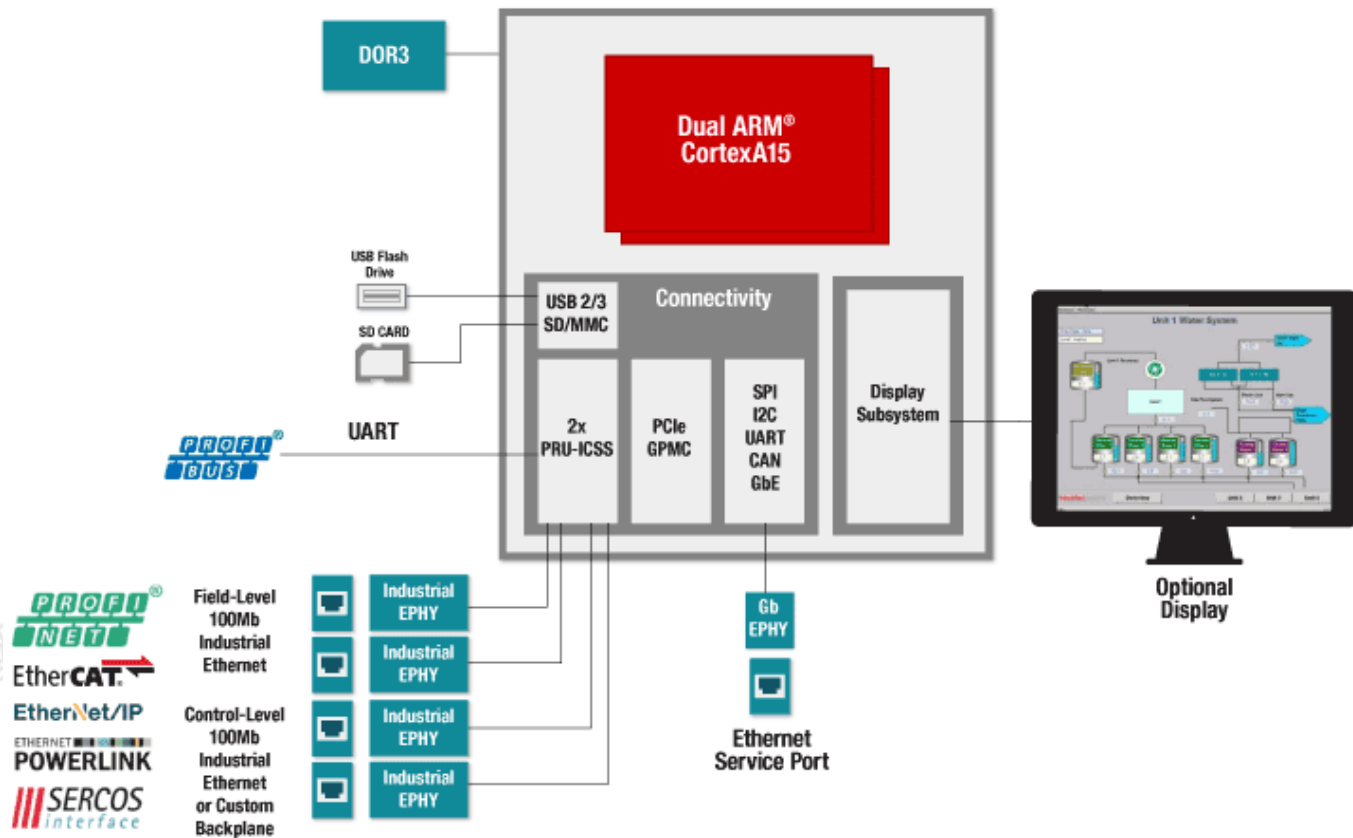 DOR3
Dual ARM®
CortexA15
USB Flash
Drive
SD CARD
USB 2/3
SD/MMC
Connectivity
UART
PROFI®
BUS
2x
PRU-ICSS
PCIe
GPMC
SPI
I2C
UART
CAN
GbE
Display
Subsystem
Unit 1 Water System
Optional
Display
PROFI®
NET
EtherCAT®
EtherNet/IP
ETHERNET
POWERLINK
SERCOS
interface
Field-Level
100Mb
Industrial
Ethernet
Control-Level
100Mb
Industrial
Ethernet
or Custom
Backplane
Industrial
EPHY
Industrial
EPHY
Industrial
EPHY
Industrial
EPHY
Gb
EPHY
Ethernet
Service Port